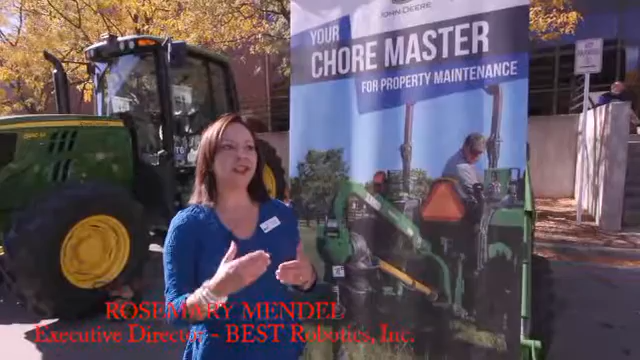 JOHN DEERE
YOUR
CHORE MASTER
FOR PROPERTY MAINTENANCE
ROSEMARY MENDEL
Executive Director - BEST Robotics, Inc.